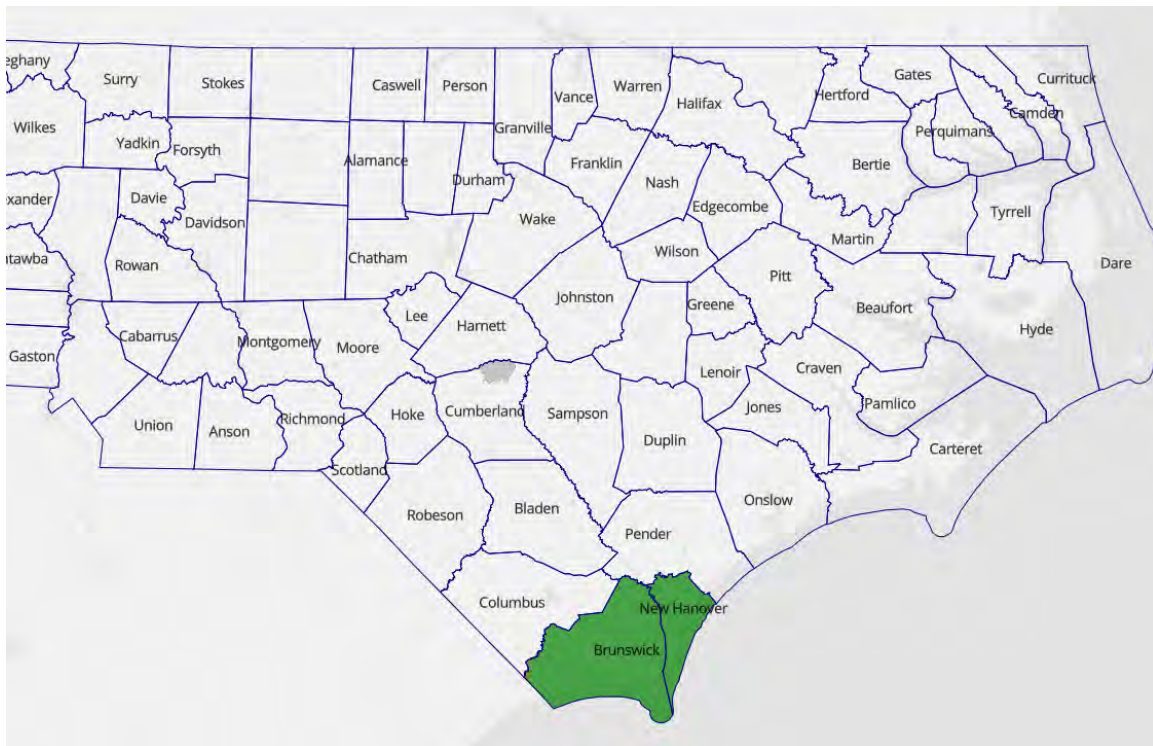 eghany
Surry
Stokes
Caswell
Person
Vance
Warren
Halifax
Hertford
Gates
Currituck
Camden
Wilkes
Yadkin
Forsyth
Alamance
Granville
Durham
Franklin
Nash
Edgecombe
Bertie
Perquimans
xander
Davie
Davidson
Wake
Martin
Tyrrell
Dare
atawba
Rowan
Chatham
Wilson
Pitt
Johnston
Greene
Beaufort
Hyde
Cabarrus
Gaston
Montgomery
Moore
Lee
Harnett
Lenoir
Craven
Jones
Pamlico
Union
Anson
Richmond
Hoke
Cumberland
Sampson
Duplin
Carteret
Scotland
Robeson
Bladen
Onslow
Pender
Columbus
New Hanover
Brunswick